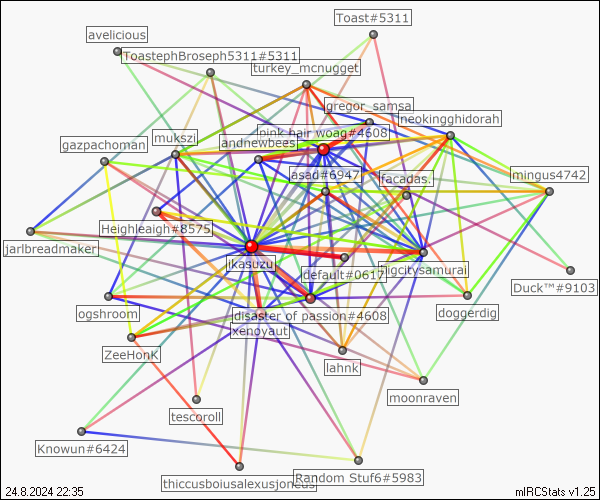 Toast#5311
avelicious
ToastephBroseph5311#5311
turkey_mcnugget
gregor_samsa
neokingghidorah
pink hair woag#4608
mukszi
andnewbees
gazpachoman
asad#6947
facadas.
mingus4742
Heighleaigh#8575
jarlbreadmaker
ikasuzu
default#0617
bigcitysamurai
Duck™#9103
ogshroom
disaster of passion#4608
doggerdig
xenoyaut
ZeeHonK
lahnk
moonraven
tescoroll
Knowun#6424
thiccusboiusalexusjoneus
Random Stuf6#5983
24.8.2024 22:35
mIRCStats v1.25